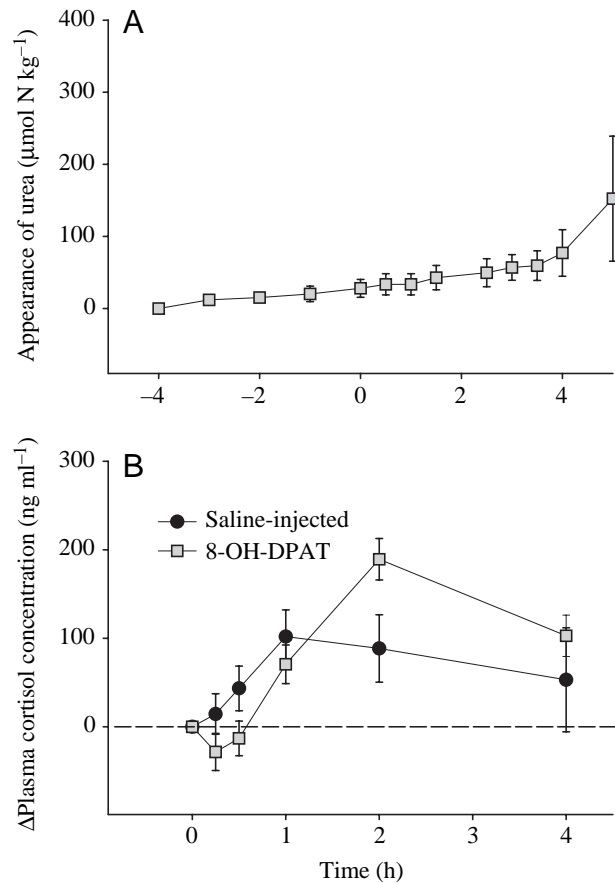 A
Appearance of urea (µmol N kg⁻¹)
400
300
200
100
0
–4
–2
0
2
4
B
ΔPlasma cortisol concentration (ng ml⁻¹)
300
200
100
0
Saline-injected
8-OH-DPAT
0
1
2
3
4
Time (h)